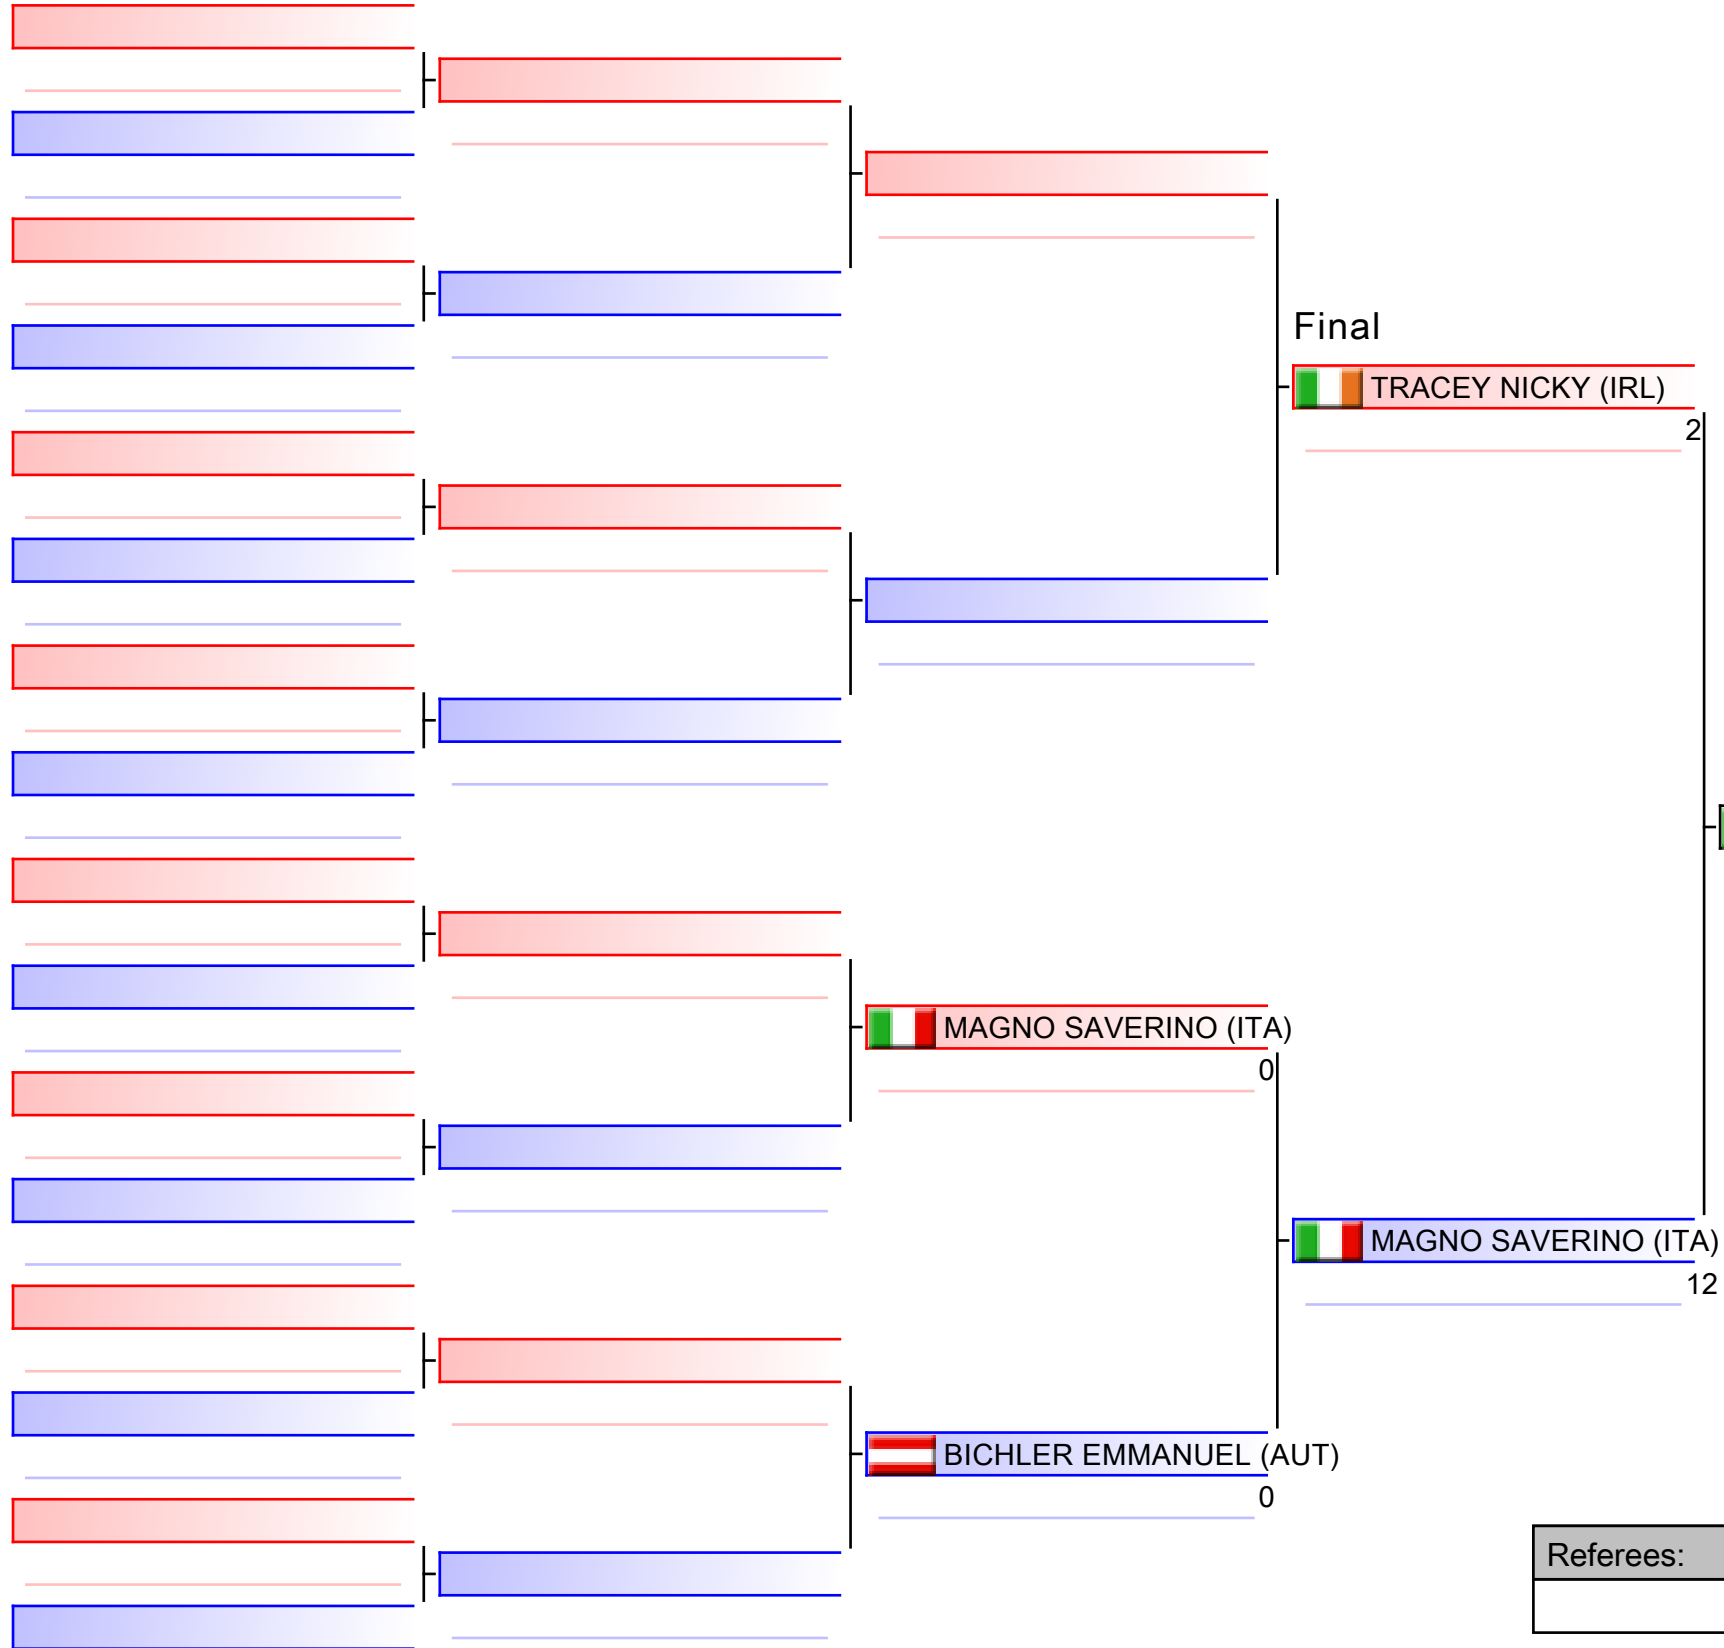 Final
TRACEY NICKY (IRL)
2
MAGNO SAVERINO (ITA)
0
MAGNO SAVERINO (ITA)
12
BICHLER EMMANUEL (AUT)
0
Referees: